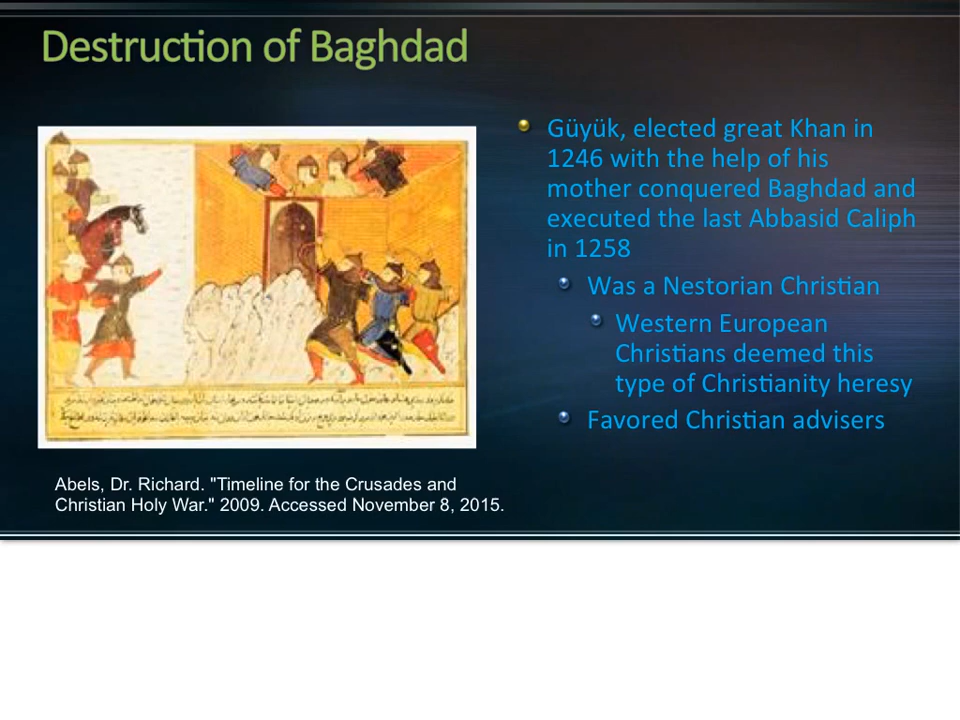 Destruction of Baghdad
Güyük, elected great Khan in
1246 with the help of his
mother conquered Baghdad and
executed the last Abbasid Caliph
in 1258
Was a Nestorian Christian
Western European
Christians deemed this
type of Christianity heresy
Favored Christian advisers
Abels, Dr. Richard. "Timeline for the Crusades and
Christian Holy War." 2009. Accessed November 8, 2015.